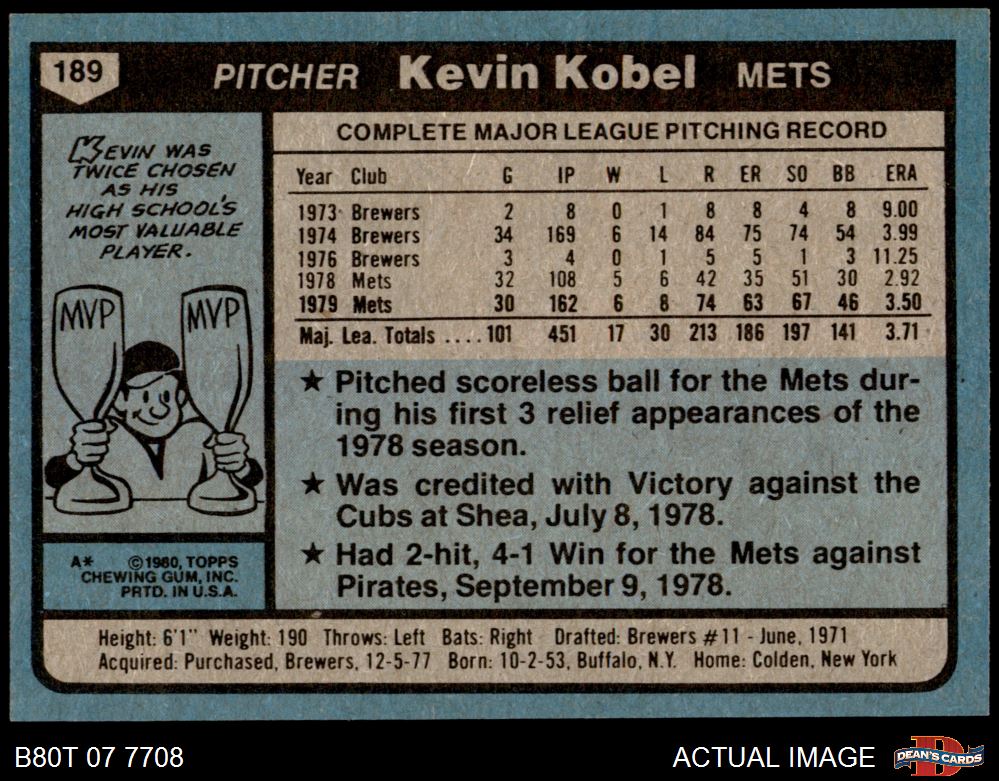 189 PITCHER Kevin Kobel METS
KEVIN WAS
TWICE CHOSEN
AS HIS
HIGH SCHOOL'S
MOST VALUABLE
PLAYER.
MVP MVP
A* ©1980, TOPPS
CHEWING GUM, INC.
PRTD. IN U.S.A.
COMPLETE MAJOR LEAGUE PITCHING RECORD
Year Club G IP W L R ER SO BB ERA
1973 Brewers 2 8 0 1 8 8 4 8 9.00
1974 Brewers 34 169 6 14 84 75 74 54 3.99
1976 Brewers 3 4 0 1 5 5 1 3 11.25
1978 Mets 32 108 5 6 42 35 51 30 2.92
1979 Mets 30 162 6 8 74 63 67 46 3.50
Maj. Lea. Totals .... 101 451 17 30 213 186 197 141 3.71
★ Pitched scoreless ball for the Mets dur-
ing his first 3 relief appearances of the
1978 season.
★ Was credited with Victory against the
Cubs at Shea, July 8, 1978.
★ Had 2-hit, 4-1 Win for the Mets against
Pirates, September 9, 1978.
Height: 6'1" Weight: 190 Throws: Left Bats: Right Drafted: Brewers #11 - June, 1971
Acquired: Purchased, Brewers, 12-5-77 Born: 10-2-53, Buffalo, N.Y. Home: Colden, New York
B80T 07 7708 ACTUAL IMAGE DEAN'S CARDS